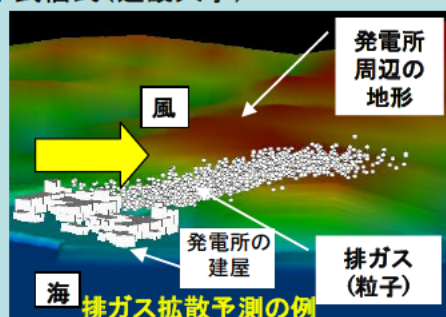 発電所
周辺の
地形
風
発電所の
建屋
排ガス
(粒子)
海
排ガス拡散予測の例